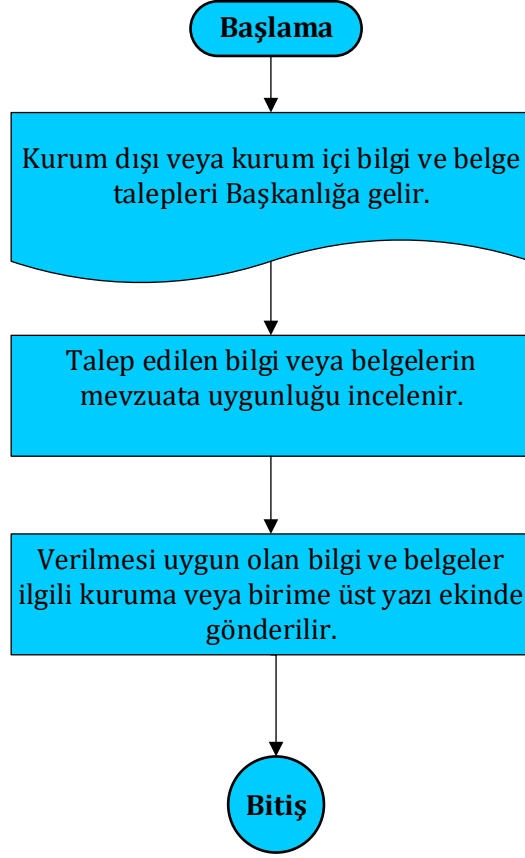 Başlama
Kurum dışı veya kurum içi bilgi ve belge
talepleri Başkanlığa gelir.
Talep edilen bilgi veya belgelerin
mevzuata uygunluğu incelenir.
Verilmesi uygun olan bilgi ve belgeler
ilgili kuruma veya birime üst yazı ekinde
gönderilir.
Bitiş